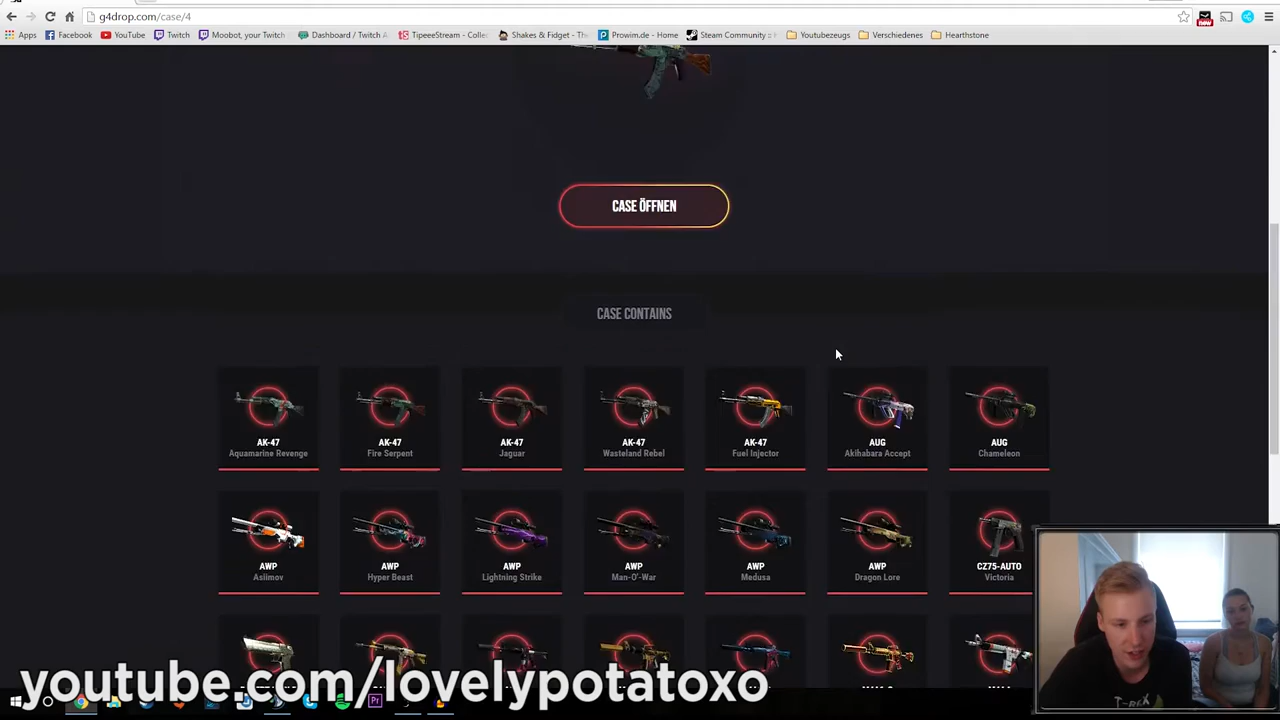 g4drop.com/case/4
Apps Facebook YouTube Twitch Moobot, your Twitch Dashboard / Twitch TipeeeStream - Collec Shakes & Fidget - The Prowim.de - Home Steam Community :: Youtubezeugs Verschiedenes Hearthstone
CASE ÖFFNEN
CASE CONTAINS
AK-47 AK-47 AK-47 AK-47 AK-47 AUG AUG
Aquamarine Revenge Fire Serpent Jaguar Wasteland Rebel Fuel Injector Akihabara Accept Chameleon
AWP AWP AWP AWP AWP AWP CZ75-AUTO
Asiimov Hyper Beast Lightning Strike Man-O'-War Medusa Dragon Lore Victoria
youtube.com/lovelypotatoxo
Pr
T-REX